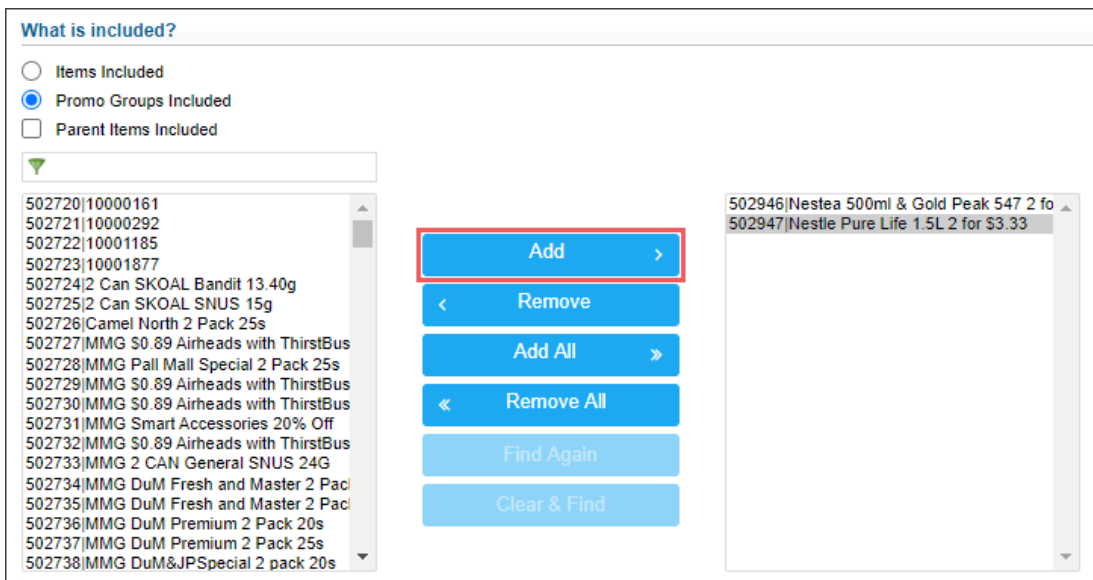 What is included?
Items Included
Promo Groups Included
Parent Items Included
502720|10000161
502721|10000292
502722|10001185
502723|10001877
502724|2 Can SKOAL Bandit 13.40g
502725|2 Can SKOAL SNUS 15g
502726|Camel North 2 Pack 25s
502727|MMG $0.89 Airheads with ThirstBus
502728|MMG Pall Mall Special 2 Pack 25s
502729|MMG $0.89 Airheads with ThirstBus
502730|MMG $0.89 Airheads with ThirstBus
502731|MMG Smart Accessories 20% Off
502732|MMG $0.89 Airheads with ThirstBus
502733|MMG 2 CAN General SNUS 24G
502734|MMG DuM Fresh and Master 2 Pacl
502735|MMG DuM Fresh and Master 2 Pacl
502736|MMG DuM Premium 2 Pack 20s
502737|MMG DuM Premium 2 Pack 25s
502738|MMG DuM&JPSpecial 2 pack 20s
Add
Remove
Add All
Remove All
Find Again
Clear & Find
502946|Nestea 500ml & Gold Peak 547 2 fo
502947|Nestle Pure Life 1.5L 2 for $3.33